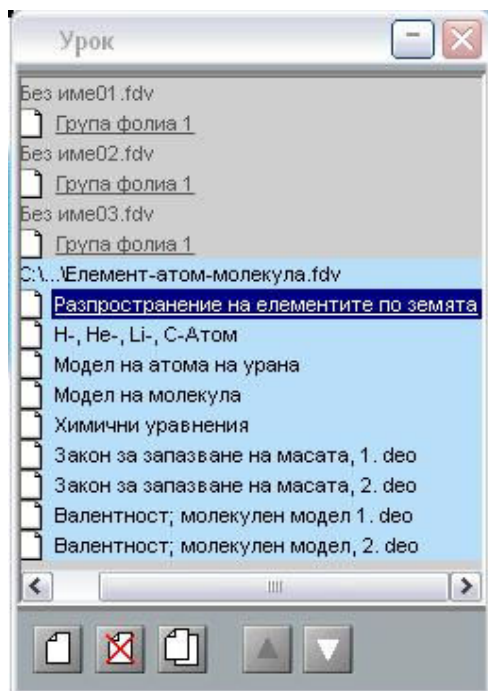 Урок
Без име01.fdv
Група фолиа 1
Без име02.fdv
Група фолиа 1
Без име03.fdv
Група фолиа 1
C:\...\Елемент-атом-молекула.fdv
Разпространение на елементите по земята
H-, He-, Li-, C-Атом
Модел на атома на урана
Модел на молекула
Химични уравнения
Закон за запазване на масата, 1. deo
Закон за запазване на масата, 2. deo
Валентност; молекулен модел 1. deo
Валентност; молекулен модел, 2. deo